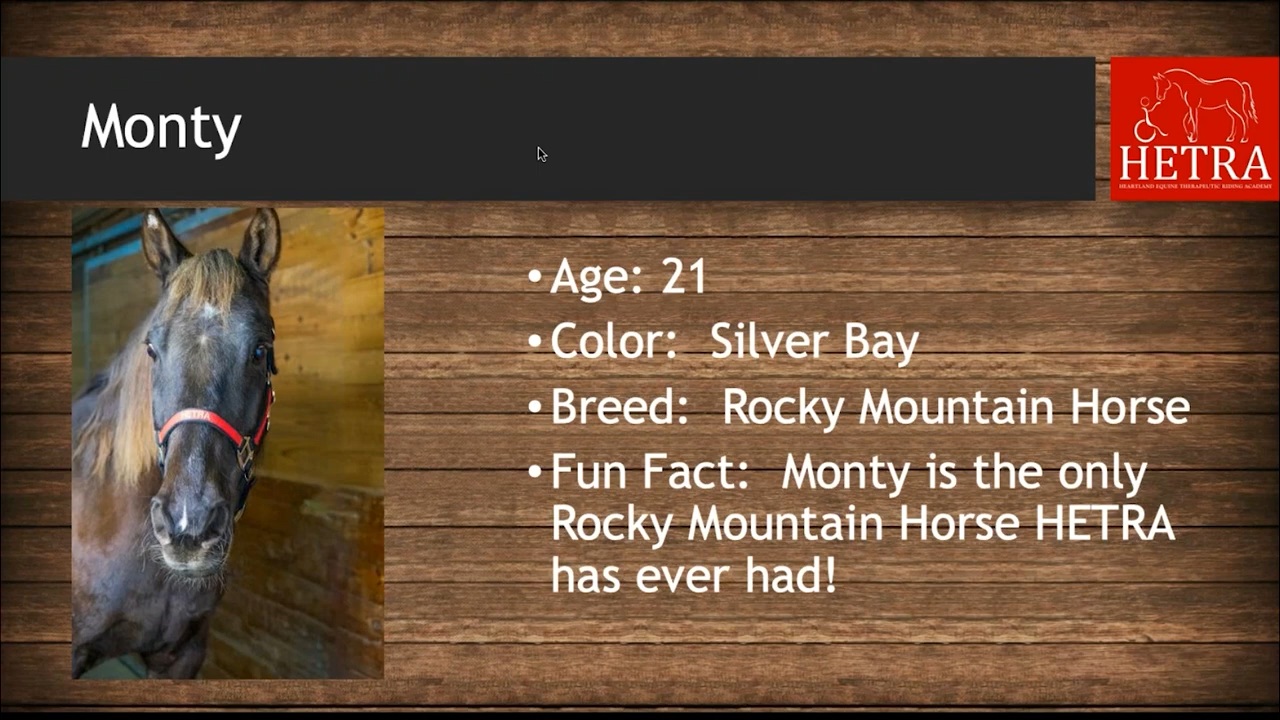 Monty
HETRA
HEARTLAND EQUINE THERAPEUTIC RIDING ACADEMY
HETRA
• Age: 21
• Color:  Silver Bay
• Breed:  Rocky Mountain Horse
• Fun Fact:  Monty is the only
Rocky Mountain Horse HETRA
has ever had!